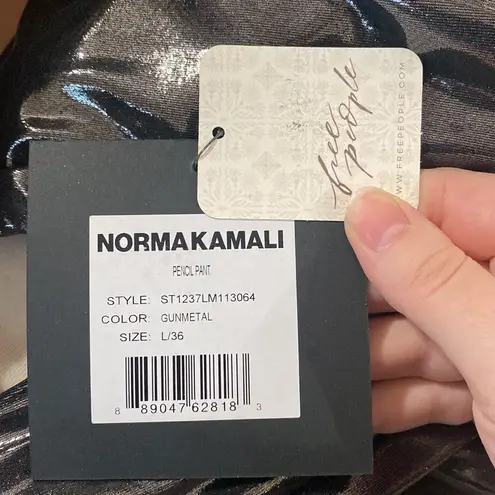 free
people
WWW.FREEPEOPLE.COM
NORMA KAMALI
PENCIL PANT
STYLE: ST1237LM113064
COLOR: GUNMETAL
SIZE: L/36
8 89047 62818 3